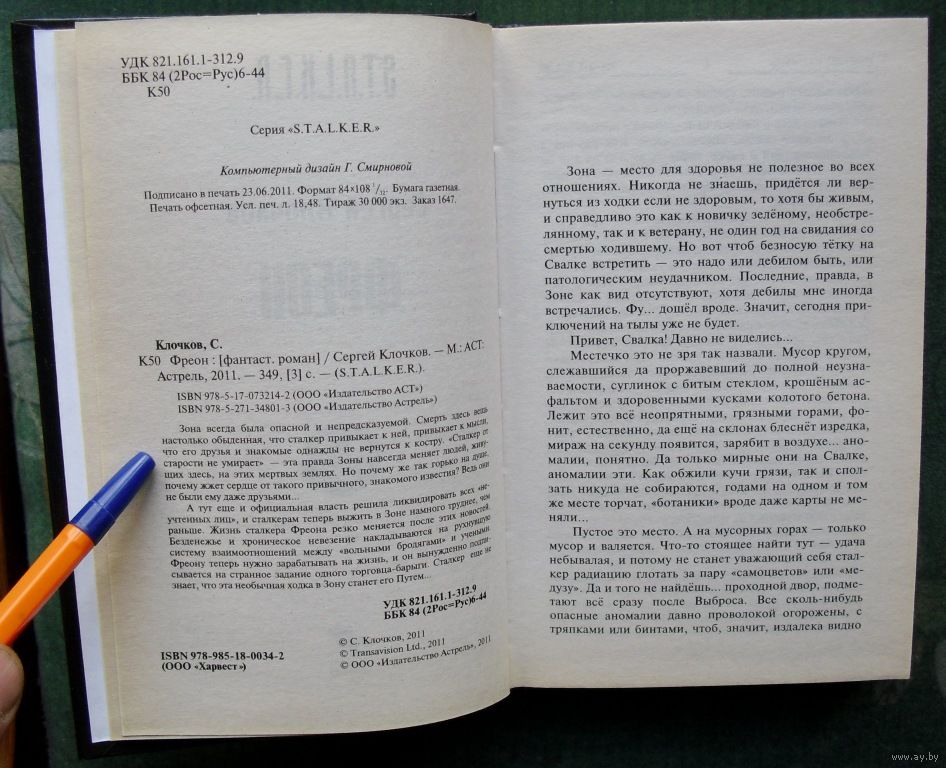 УДК 821.161.1-312.9
ББК 84 (2Рос=Рус)6-44
К50
Серия «S.T.A.L.K.E.R.»
Компьютерный дизайн Г. Смирновой
Подписано в печать 23.06.2011. Формат 84×108 1/32. Бумага газетная.
Печать офсетная. Усл. печ. л. 18,48. Тираж 30 000 экз. Заказ 1647.
Клочков, С.
К50 Фреон : [фантаст. роман] / Сергей Клочков. — М.: АСТ:
Астрель, 2011. — 349, [3] с. — (S.T.A.L.K.E.R.).
ISBN 978-5-17-073214-2 (ООО «Издательство АСТ»)
ISBN 978-5-271-34801-3 (ООО «Издательство Астрель»)
Зона всегда была опасной и непредсказуемой. Смерть здесь вещь
настолько обыденная, что сталкер привыкает к ней, привыкает к мысли,
что его друзья и знакомые однажды не вернутся к костру. «Сталкер от
старости не умирает» — эта правда Зоны навсегда меняет людей, живу-
щих здесь, на этих мертвых землях. Но почему же так горько на душе,
почему жжет сердце от такого привычного, знакомого известия? Ведь они
не были ему даже друзьями...
А тут еще и официальная власть решила ликвидировать всех «не-
учтенных лиц», и сталкерам теперь выжить в Зоне намного труднее, чем
раньше. Жизнь сталкера Фреона резко меняется после этих новостей.
Безденежье и хроническое невезение накладываются на рухнувшую
систему взаимоотношений между «вольными бродягами» и учеными,
Фреону теперь нужно зарабатывать на жизнь, и он вынужденно подпи-
сывается на странное задание одного торговца-барыги. Сталкер еще не
знает, что эта необычная ходка в Зону станет его Путем...
УДК 821.161.1-312.9
ББК 84 (2Рос=Рус)6-44
© С. Клочков, 2011
© Transavision Ltd., 2011
© ООО «Издательство Астрель», 2011
ISBN 978-985-18-0034-2
(ООО «Харвест»)
Зона — место для здоровья не полезное во всех
отношениях. Никогда не знаешь, придётся ли вер-
нуться из ходки если не здоровым, то хотя бы живым,
и справедливо это как к новичку зелёному, необстре-
лянному, так и к ветерану, не один год на свидания со
смертью ходившему. Но вот чтоб безносую тётку на
Свалке встретить — это надо или дебилом быть, или
патологическим неудачником. Последние, правда, в
Зоне как вид отсутствуют, хотя дебилы мне иногда
встречались. Фу... дошёл вроде. Значит, сегодня при-
ключений на тылы уже не будет.
Привет, Свалка! Давно не виделись...
Местечко это не зря так назвали. Мусор кругом,
слежавшийся да проржавевший до полной неузна-
ваемости, суглинок с битым стеклом, крошёным ас-
фальтом и здоровенными кусками колотого бетона.
Лежит это всё неопрятными, грязными горами, фо-
нит, естественно, да ещё на склонах блеснёт изредка,
мираж на секунду появится, зарябит в воздухе... ано-
малии, понятно. Да только мирные они на Свалке,
аномалии эти. Как обжили кучи грязи, так и спол-
зать никуда не собираются, годами на одном и том
же месте торчат, «ботаники» вроде даже карты не ме-
няли...
Пустое это место. А на мусорных горах — только
мусор и валяется. Что-то стоящее найти тут — удача
небывалая, и потому не станет уважающий себя стал-
кер радиацию глотать за пару «самоцветов» или «ме-
дузу». Да и того не найдёшь... проходной двор, подме-
тают всё сразу после Выброса. Все сколь-нибудь
опасные аномалии давно проволокой огорожены, с
тряпками или бинтами, чтоб, значит, издалека видно
www.ay.by